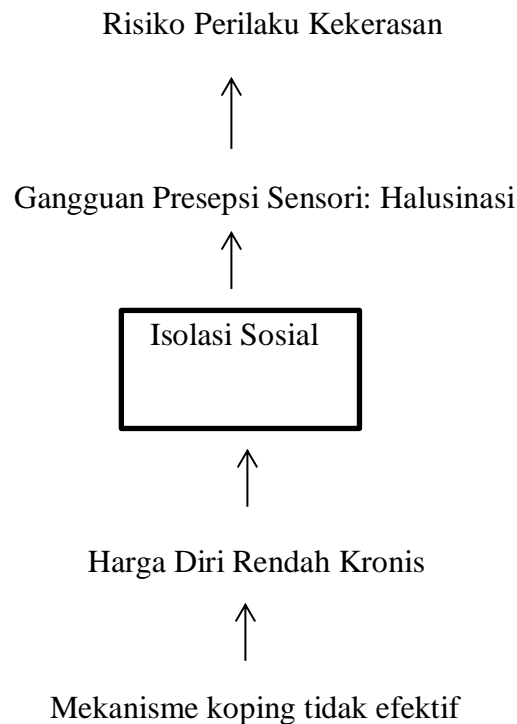 Risiko Perilaku Kekerasan
Gangguan Presepsi Sensori: Halusinasi
Isolasi Sosial
Harga Diri Rendah Kronis
Mekanisme koping tidak efektif